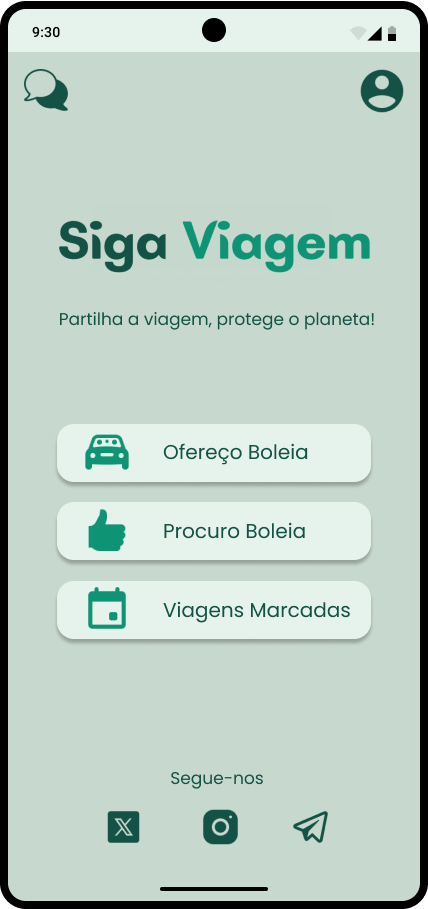 9:30
Siga Viagem
Partilha a viagem, protege o planeta!
Ofereço Boleia
Procuro Boleia
Viagens Marcadas
Segue-nos